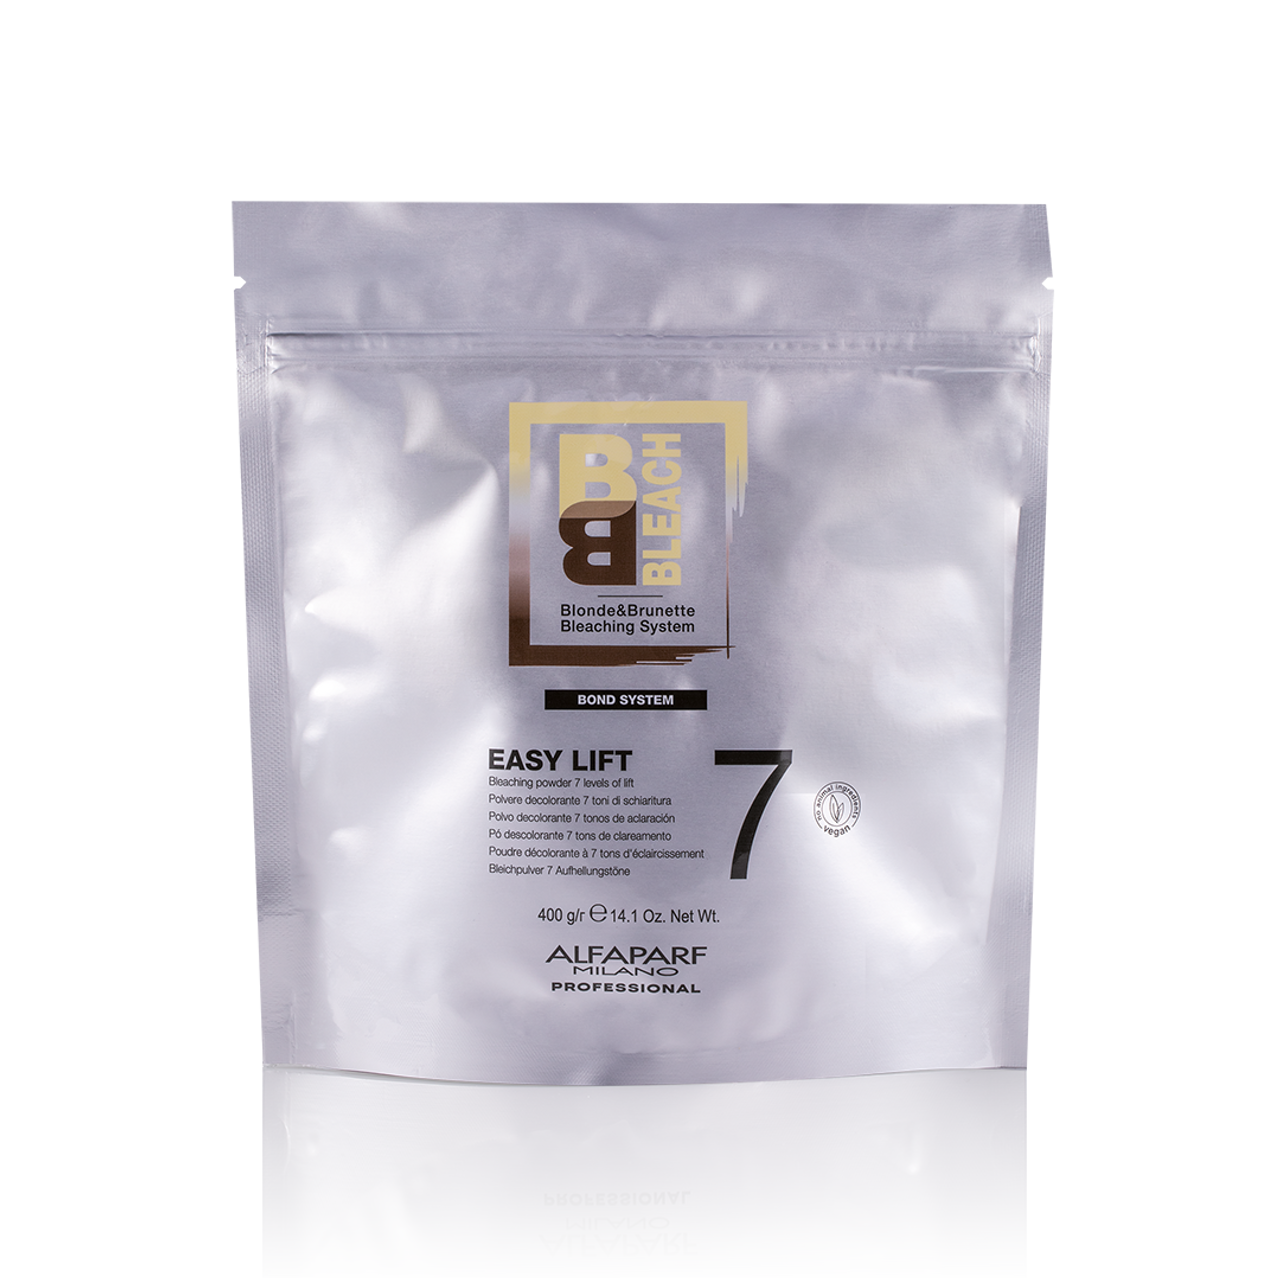 BB BLEACH
Blonde&Brunette
Bleaching System
BOND SYSTEM
EASY LIFT 7
Bleaching powder 7 levels of lift
Polvere decolorante 7 toni di schiaritura
Polvo decolorante 7 tonos de aclaración
Pó descolorante 7 tons de clareamento
Poudre décolorante à 7 tons d'éclaircissement
Bleichpulver 7 Aufhellungstöne
no animal ingredients
vegan
400 g/r ℮ 14.1 Oz. Net Wt.
ALFAPARF
MILANO
PROFESSIONAL